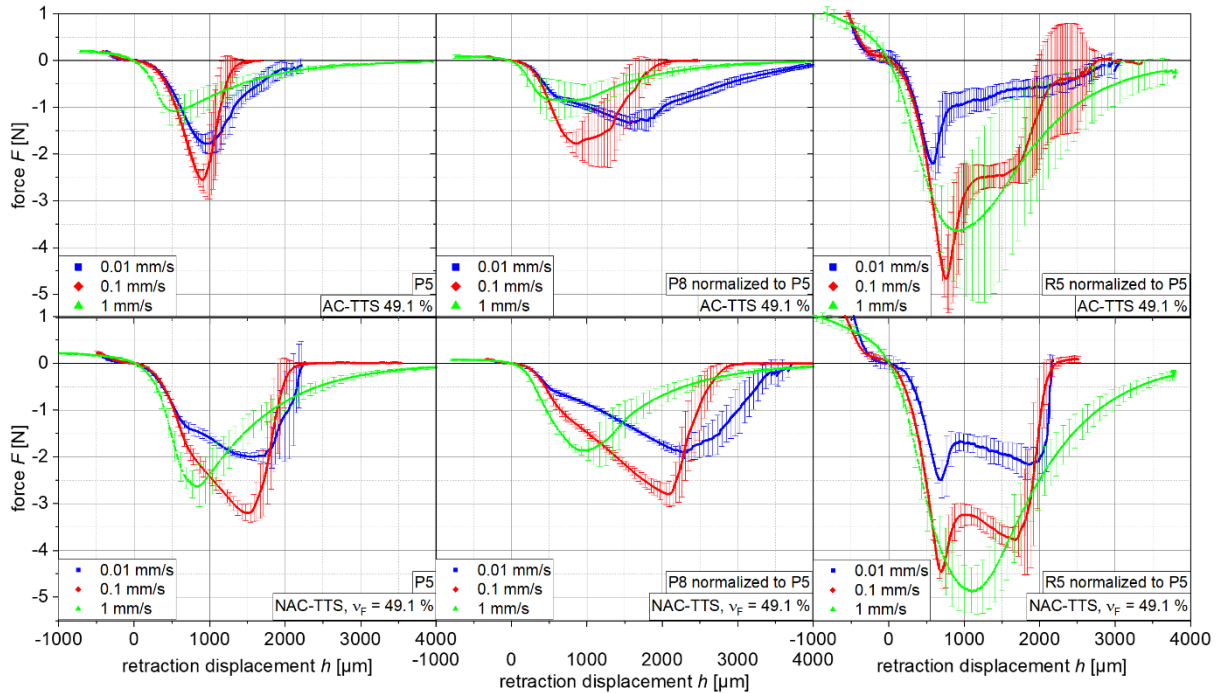 1
0
-1
-2
-3
-4
-5
force F [N]
0.01 mm/s
0.1 mm/s
1 mm/s
P5
AC-TTS 49.1 %
0.01 mm/s
0.1 mm/s
1 mm/s
P8 normalized to P5
AC-TTS 49.1 %
0.01 mm/s
0.1 mm/s
1 mm/s
R5 normalized to P5
AC-TTS 49.1 %
1
0
-1
-2
-3
-4
-5
force F [N]
0.01 mm/s
0.1 mm/s
1 mm/s
P5
NAC-TTS, νF = 49.1 %
0.01 mm/s
0.1 mm/s
1 mm/s
P8 normalized to P5
NAC-TTS, νF = 49.1 %
0.01 mm/s
0.1 mm/s
1 mm/s
R5 normalized to P5
NAC-TTS, νF = 49.1 %
-1000 0 1000 2000 3000 4000
retraction displacement h [µm]
-1000 0 1000 2000 3000 4000
retraction displacement h [µm]
-1000 0 1000 2000 3000 4000
retraction displacement h [µm]